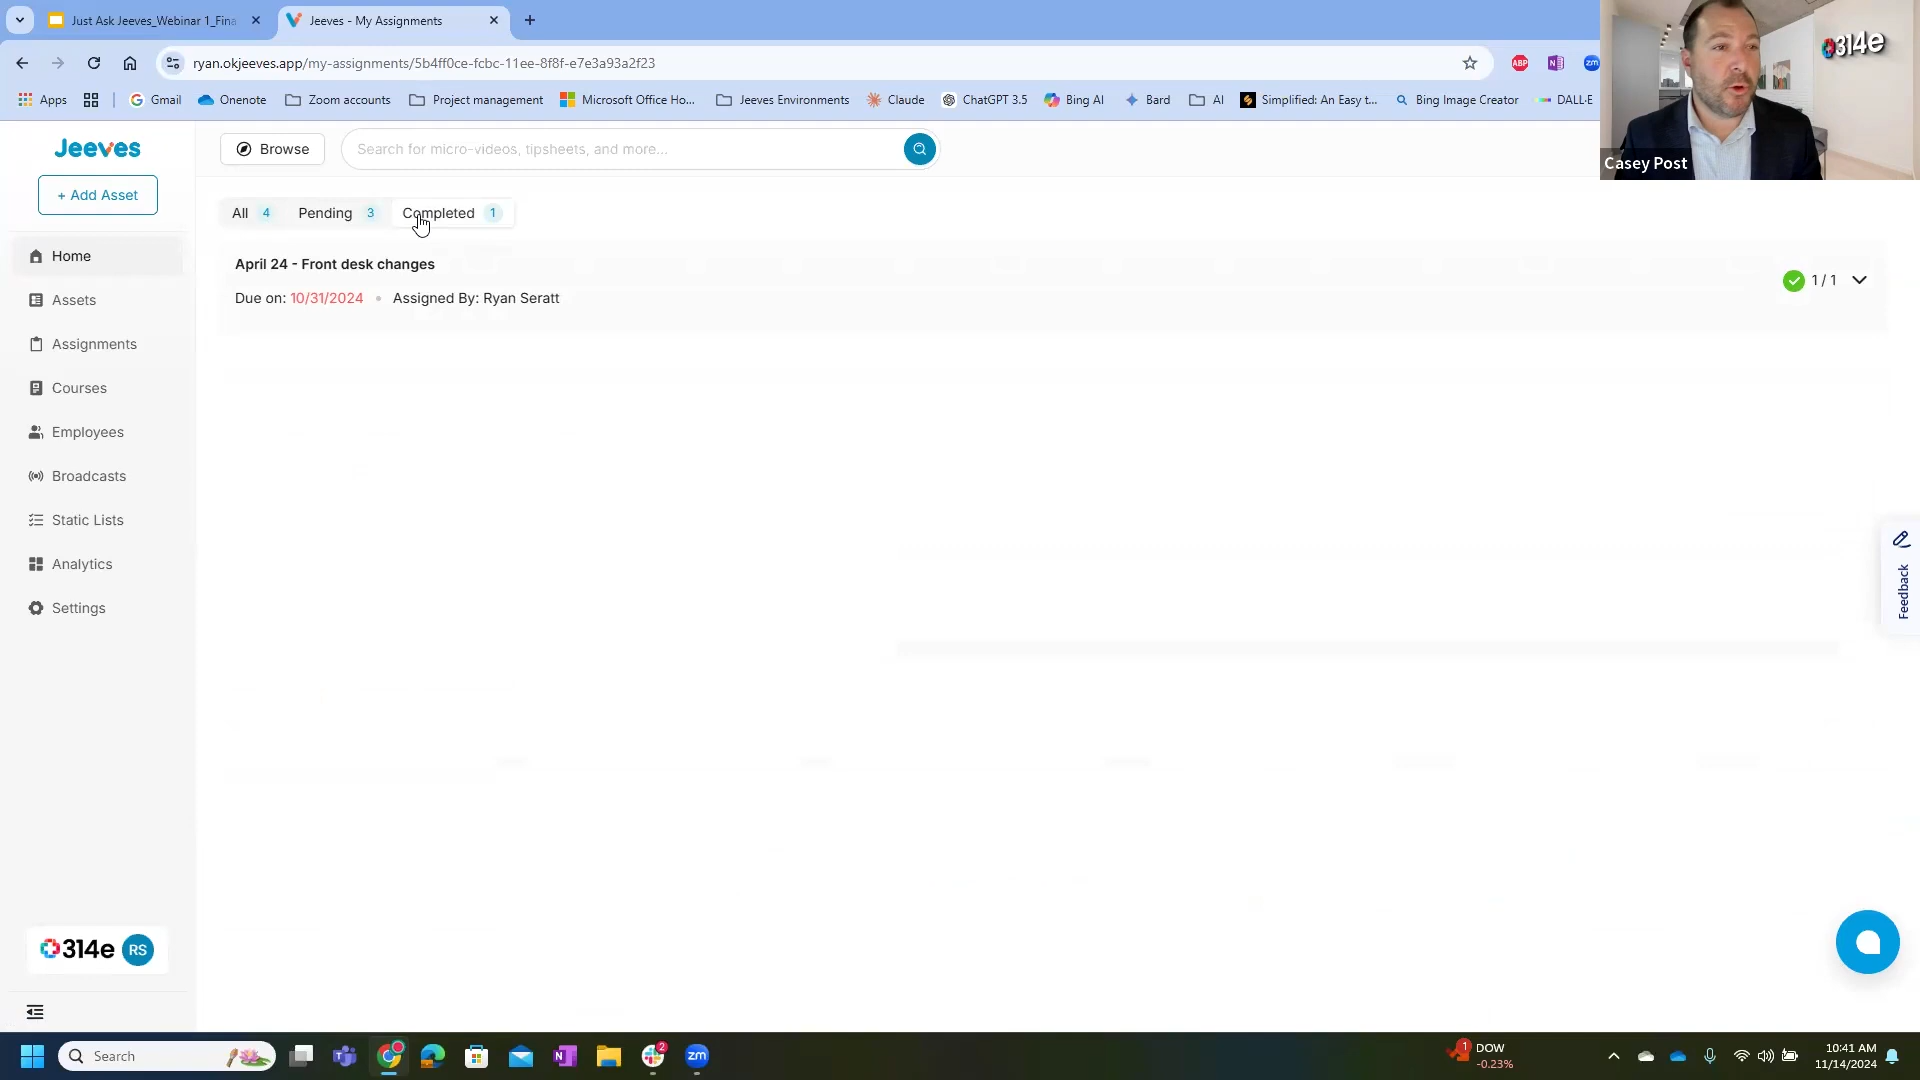 Just Ask Jeeves_Webinar 1_Fina
Jeeves - My Assignments
ryan.okjeeves.app/my-assignments/5b4ff0ce-fcbc-11ee-8f8f-e7e3a93a2f23
ABP
N
zm
Apps
Gmail
Onenote
Zoom accounts
Project management
Microsoft Office Ho...
Jeeves Environments
Claude
ChatGPT 3.5
Bing AI
Bard
AI
Simplified: An Easy t...
Bing Image Creator
DALL·E
314e
Casey Post
Jeeves
+ Add Asset
Browse
Search for micro-videos, tipsheets, and more...
All 4
Pending 3
Completed 1
April 24 - Front desk changes
Due on: 10/31/2024 • Assigned By: Ryan Seratt
1 / 1
Home
Assets
Assignments
Courses
Employees
Broadcasts
Static Lists
Analytics
Settings
Feedback
314e RS
Search
N
2
zm
1
DOW
-0.23%
10:41 AM
11/14/2024